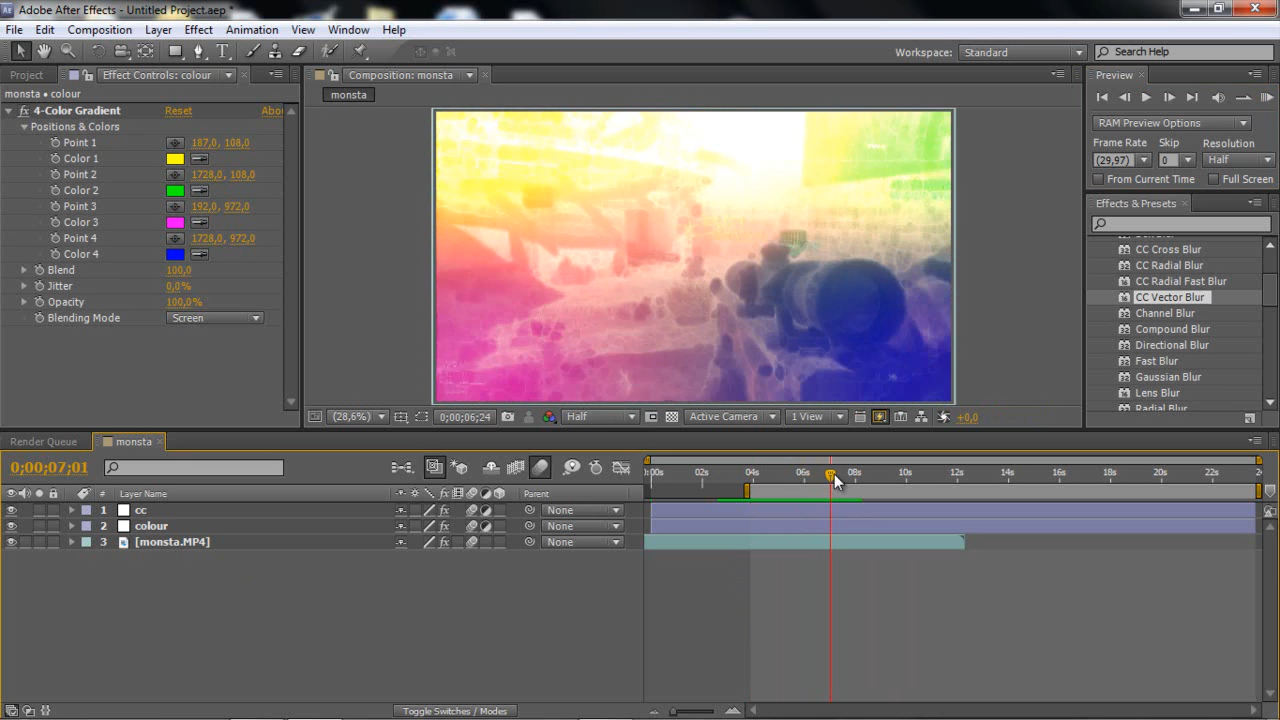 Adobe After Effects - Untitled Project.aep *
File Edit Composition Layer Effect Animation View Window Help
Workspace: Standard Search Help
Project Effect Controls: colour Composition: monsta Preview
monsta • colour
monsta
4-Color Gradient Reset Abou
Positions & Colors
Point 1 187,0, 108,0
Color 1
Point 2 1728,0, 108,0
Color 2
Point 3 192,0, 972,0
Color 3
Point 4 1728,0, 972,0
Color 4
Blend 100,0
Jitter 0,0%
Opacity 100,0%
Blending Mode Screen
RAM Preview Options
Frame Rate Skip Resolution
(29,97) 0 Half
From Current Time Full Screen
Effects & Presets
CC Cross Blur
CC Radial Blur
CC Radial Fast Blur
CC Vector Blur
Channel Blur
Compound Blur
Directional Blur
Fast Blur
Gaussian Blur
Lens Blur
Radial Blur
(28,6%) 0;00;06;24 Half Active Camera 1 View +0,0
Render Queue monsta
0;00;07;01
:00s 02s 04s 06s 08s 10s 12s 14s 16s 18s 20s 22s 2
# Layer Name Parent
1 cc None
2 colour None
3 [monsta.MP4] None
Toggle Switches / Modes